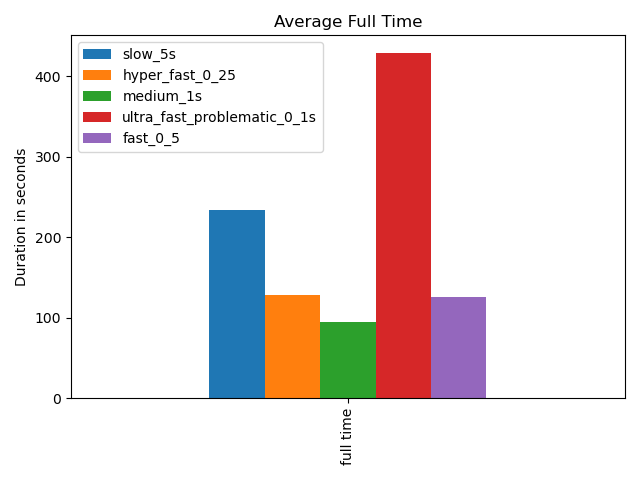 Average Full Time
slow_5s
hyper_fast_0_25
medium_1s
ultra_fast_problematic_0_1s
fast_0_5
Duration in seconds
400
300
200
100
0
full time